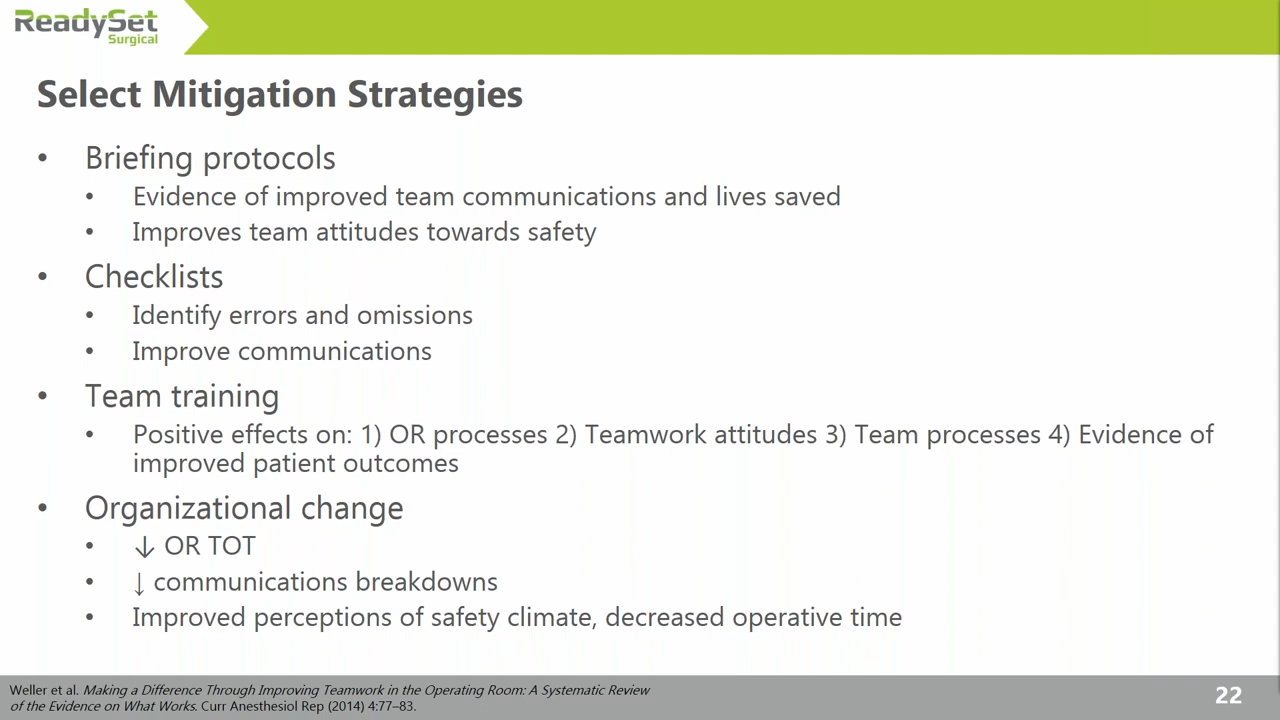 ReadySet
Surgical
Select Mitigation Strategies
• Briefing protocols
• Evidence of improved team communications and lives saved
• Improves team attitudes towards safety
• Checklists
• Identify errors and omissions
• Improve communications
• Team training
• Positive effects on: 1) OR processes 2) Teamwork attitudes 3) Team processes 4) Evidence of
improved patient outcomes
• Organizational change
• ↓ OR TOT
• ↓ communications breakdowns
• Improved perceptions of safety climate, decreased operative time
Weller et al. Making a Difference Through Improving Teamwork in the Operating Room: A Systematic Review
of the Evidence on What Works. Curr Anesthesiol Rep (2014) 4:77–83.
22